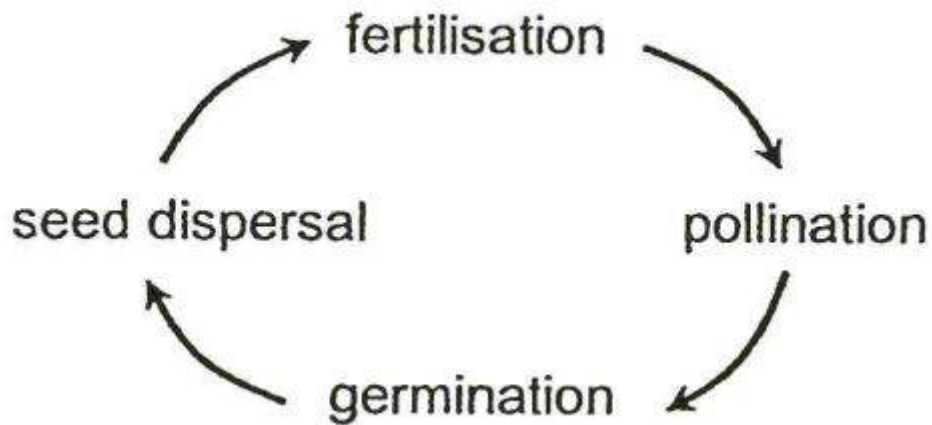 fertilisation
seed dispersal
pollination
germination